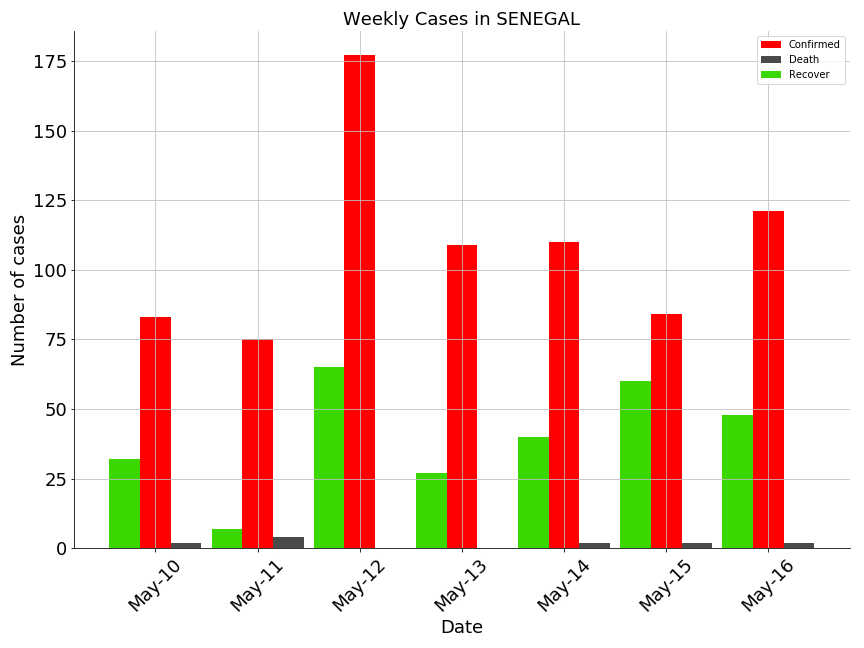 Weekly Cases in SENEGAL
Confirmed
Death
Recover
Number of cases
175
150
125
100
75
50
25
0
May-10
May-11
May-12
May-13
May-14
May-15
May-16
Date